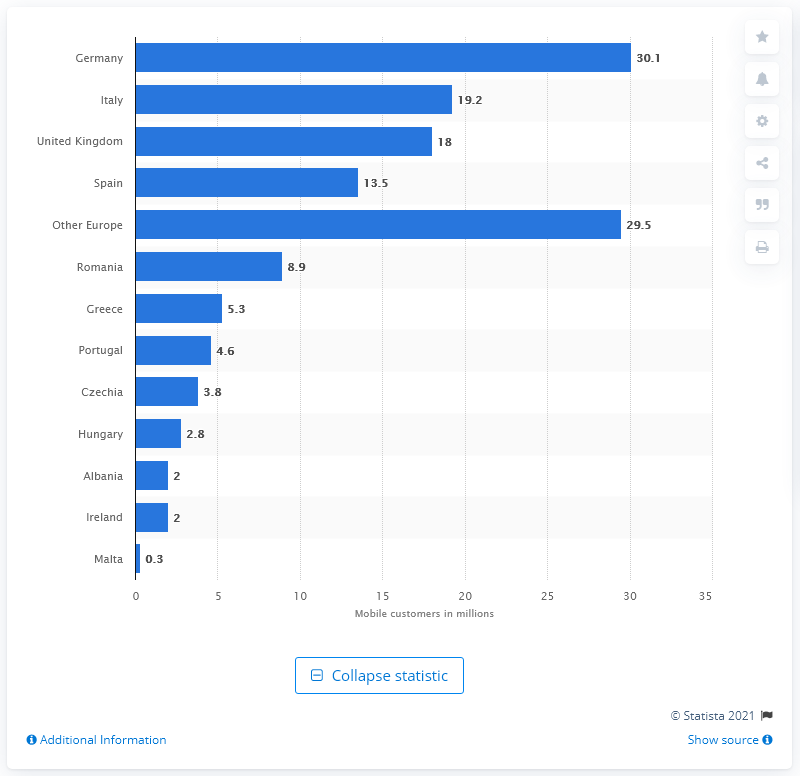 Germany 30.1
Italy 19.2
United Kingdom 18
Spain 13.5
Other Europe 29.5
Romania 8.9
Greece 5.3
Portugal 4.6
Czechia 3.8
Hungary 2.8
Albania 2
Ireland 2
Malta 0.3
0 5 10 15 20 25 30 35
Mobile customers in millions
Collapse statistic
© Statista 2021
Additional Information Show source